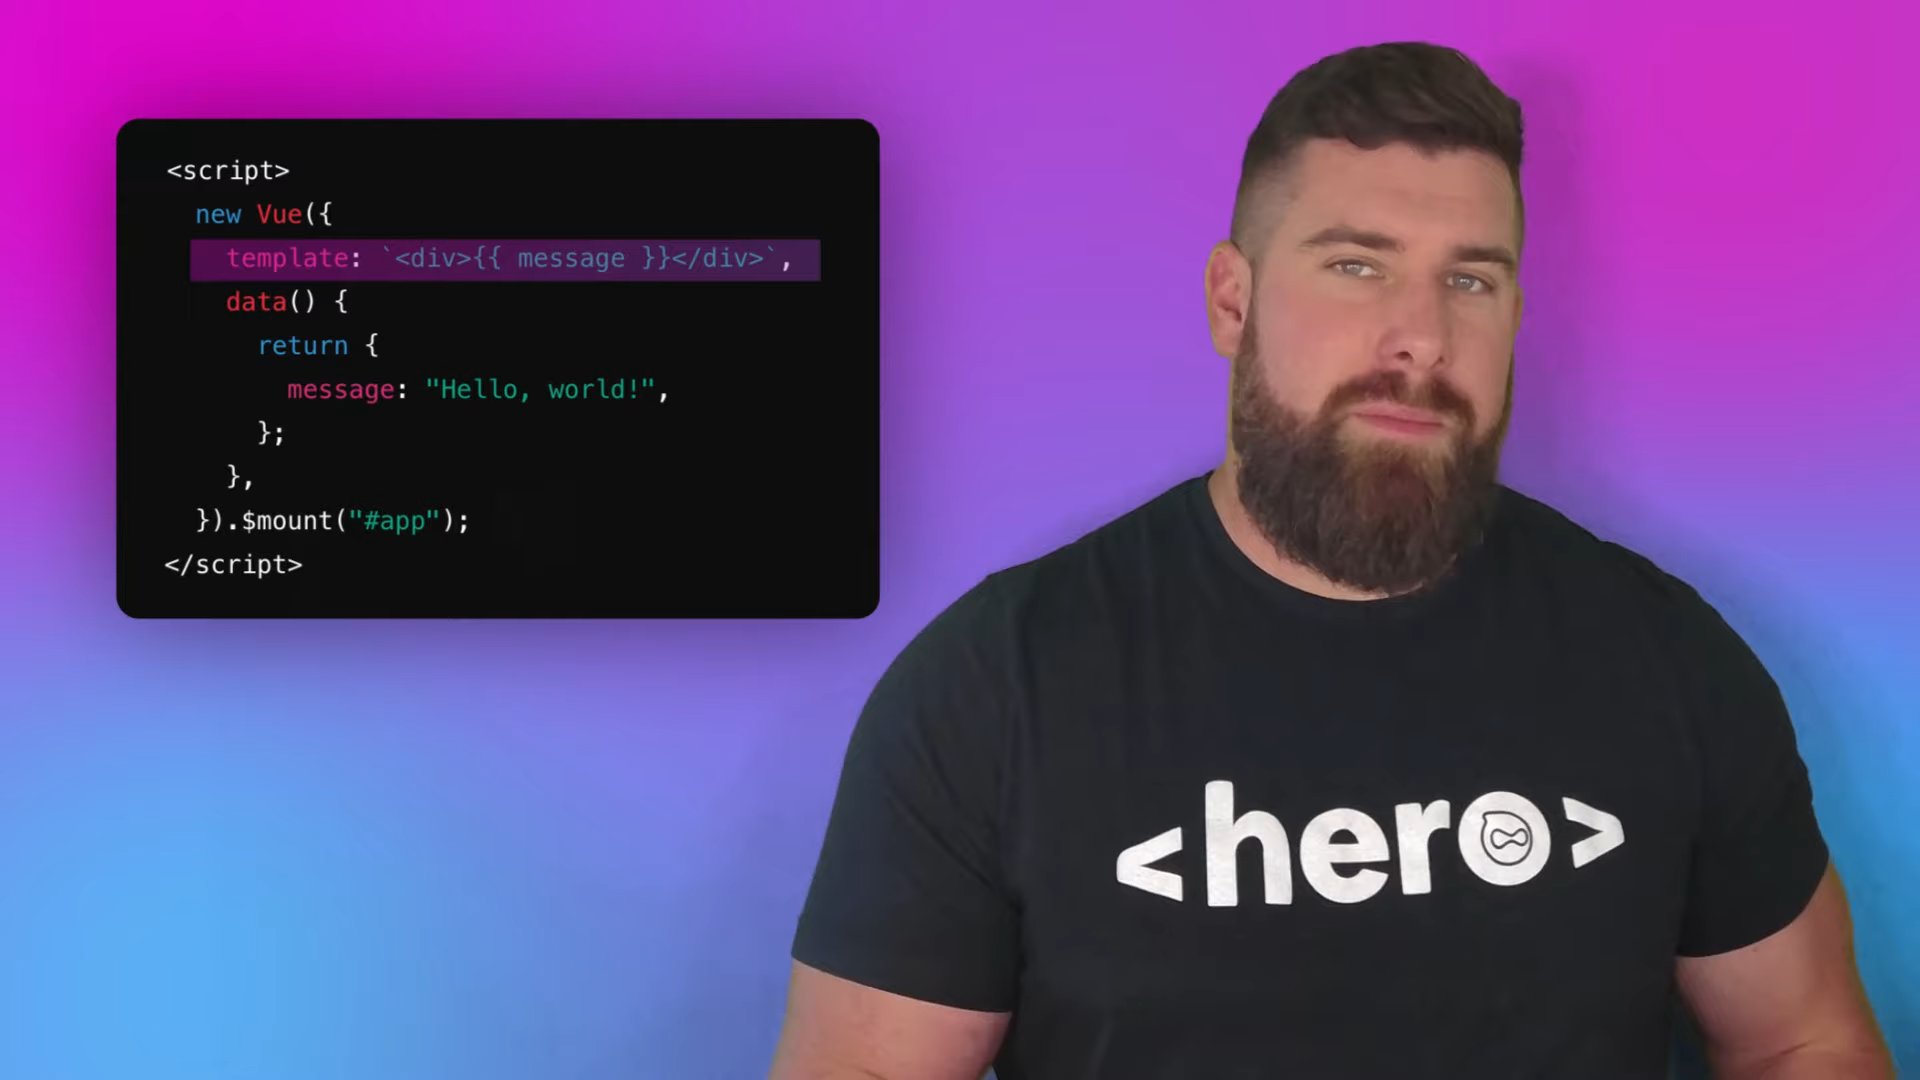 <script>
new Vue({
template: `<div>{{ message }}</div>`,
data() {
return {
message: "Hello, world!",
};
},
}).$mount("#app");
</script>
<hero>